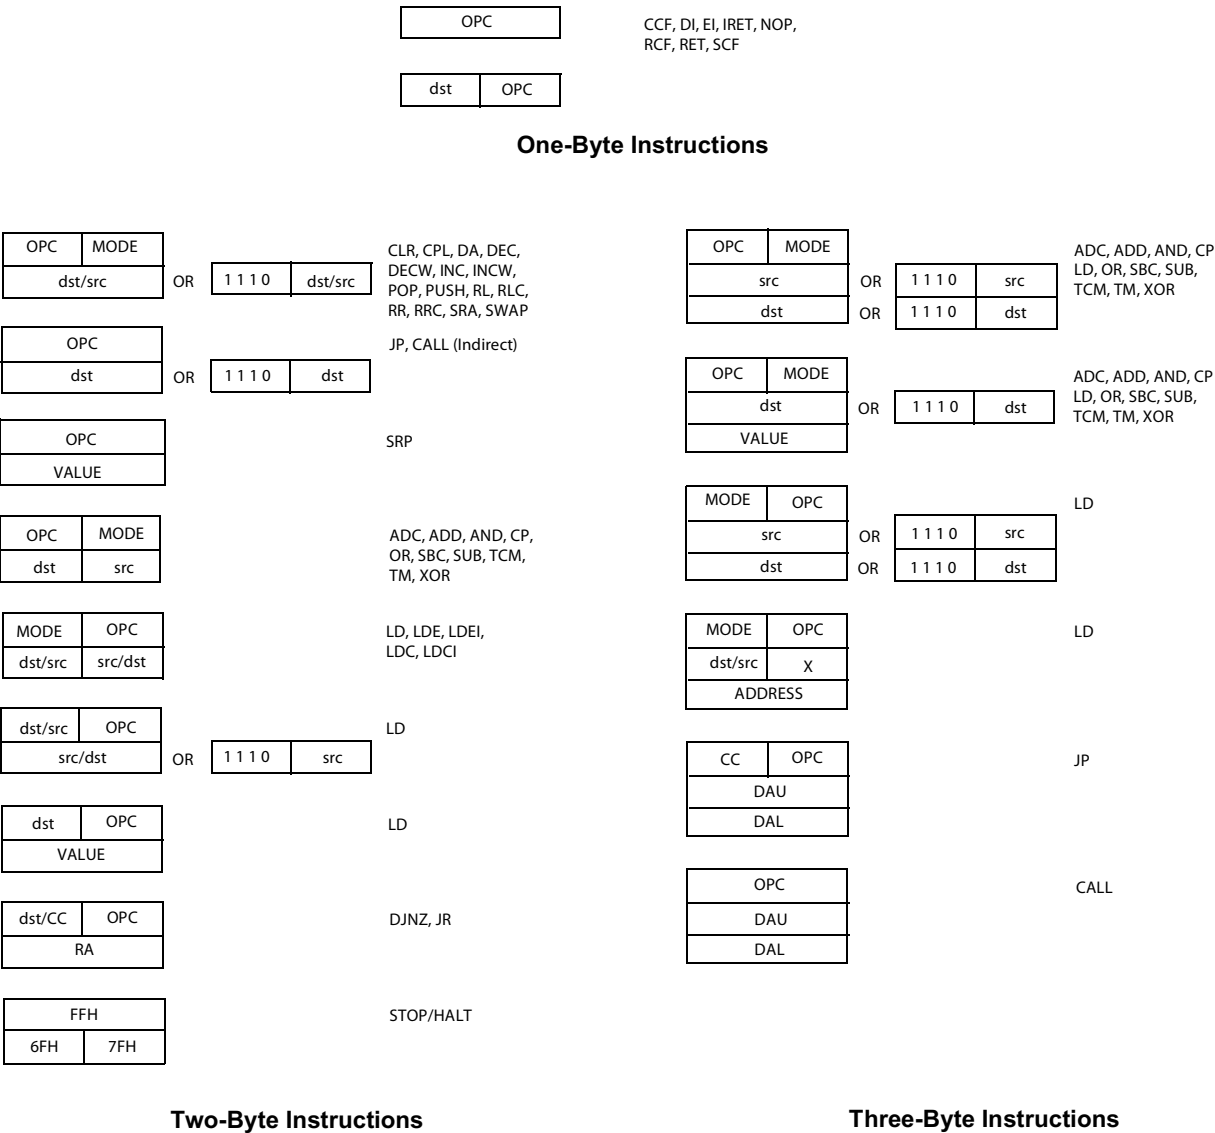 OPC
CCF, DI, EI, IRET, NOP,
RCF, RET, SCF
dst OPC
One-Byte Instructions
OPC MODE
dst/src OR 1 1 1 0 dst/src
CLR, CPL, DA, DEC,
DECW, INC, INCW,
POP, PUSH, RL, RLC,
RR, RRC, SRA, SWAP
OPC
dst OR 1 1 1 0 dst
JP, CALL (Indirect)
OPC
VALUE
SRP
OPC MODE
dst src
ADC, ADD, AND, CP,
OR, SBC, SUB, TCM,
TM, XOR
MODE OPC
dst/src src/dst
LD, LDE, LDEI,
LDC, LDCI
dst/src OPC
src/dst OR 1 1 1 0 src
LD
dst OPC
VALUE
LD
dst/CC OPC
RA
DJNZ, JR
FFH
6FH 7FH
STOP/HALT
Two-Byte Instructions
OPC MODE
src OR 1 1 1 0 src
dst OR 1 1 1 0 dst
ADC, ADD, AND, CP
LD, OR, SBC, SUB,
TCM, TM, XOR
OPC MODE
dst OR 1 1 1 0 dst
VALUE
ADC, ADD, AND, CP
LD, OR, SBC, SUB,
TCM, TM, XOR
MODE OPC
src OR 1 1 1 0 src
dst OR 1 1 1 0 dst
LD
MODE OPC
dst/src X
ADDRESS
LD
CC OPC
DAU
DAL
JP
OPC
DAU
DAL
CALL
Three-Byte Instructions